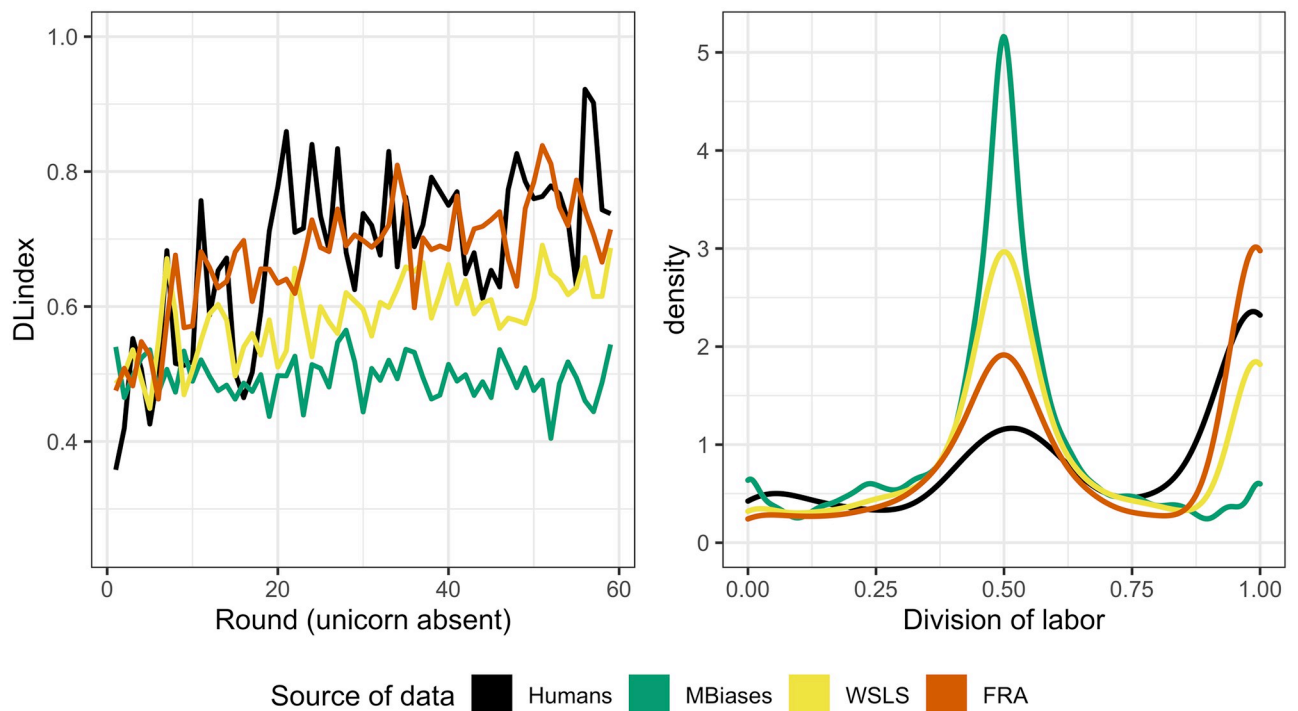 1.0
0.8
0.6
0.4
DLindex
0 20 40 60
Round (unicorn absent)
5
4
3
2
1
0
density
0.00 0.25 0.50 0.75 1.00
Division of labor
Source of data Humans MBiases WSLS FRA